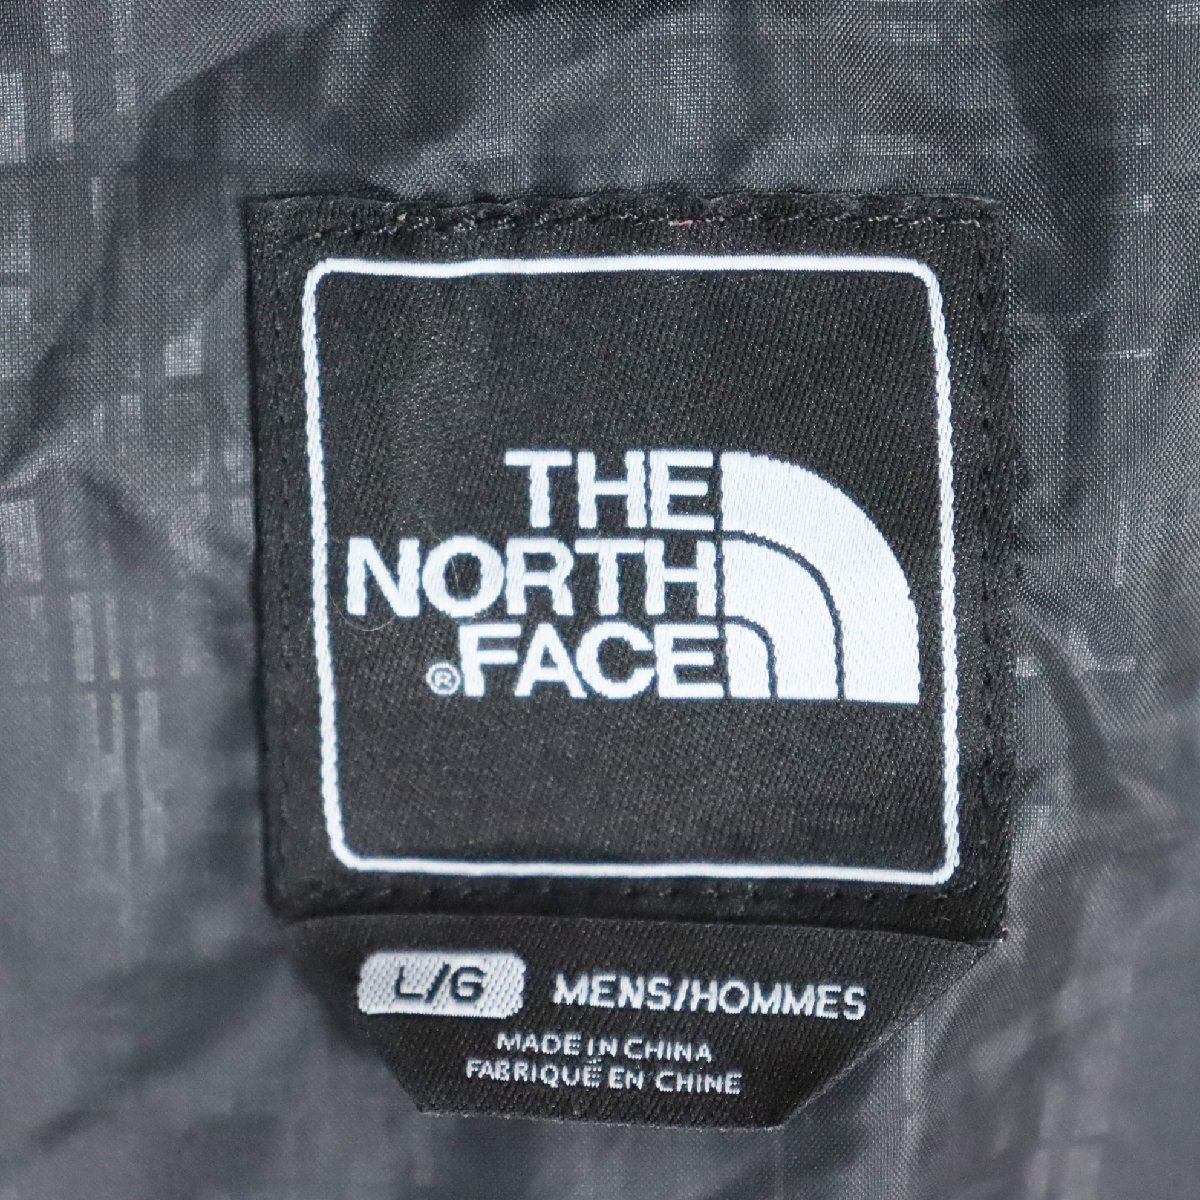 THE
NORTH
®FACE
L/G MENS/HOMMES
MADE IN CHINA
FABRIQUÉ EN CHINE